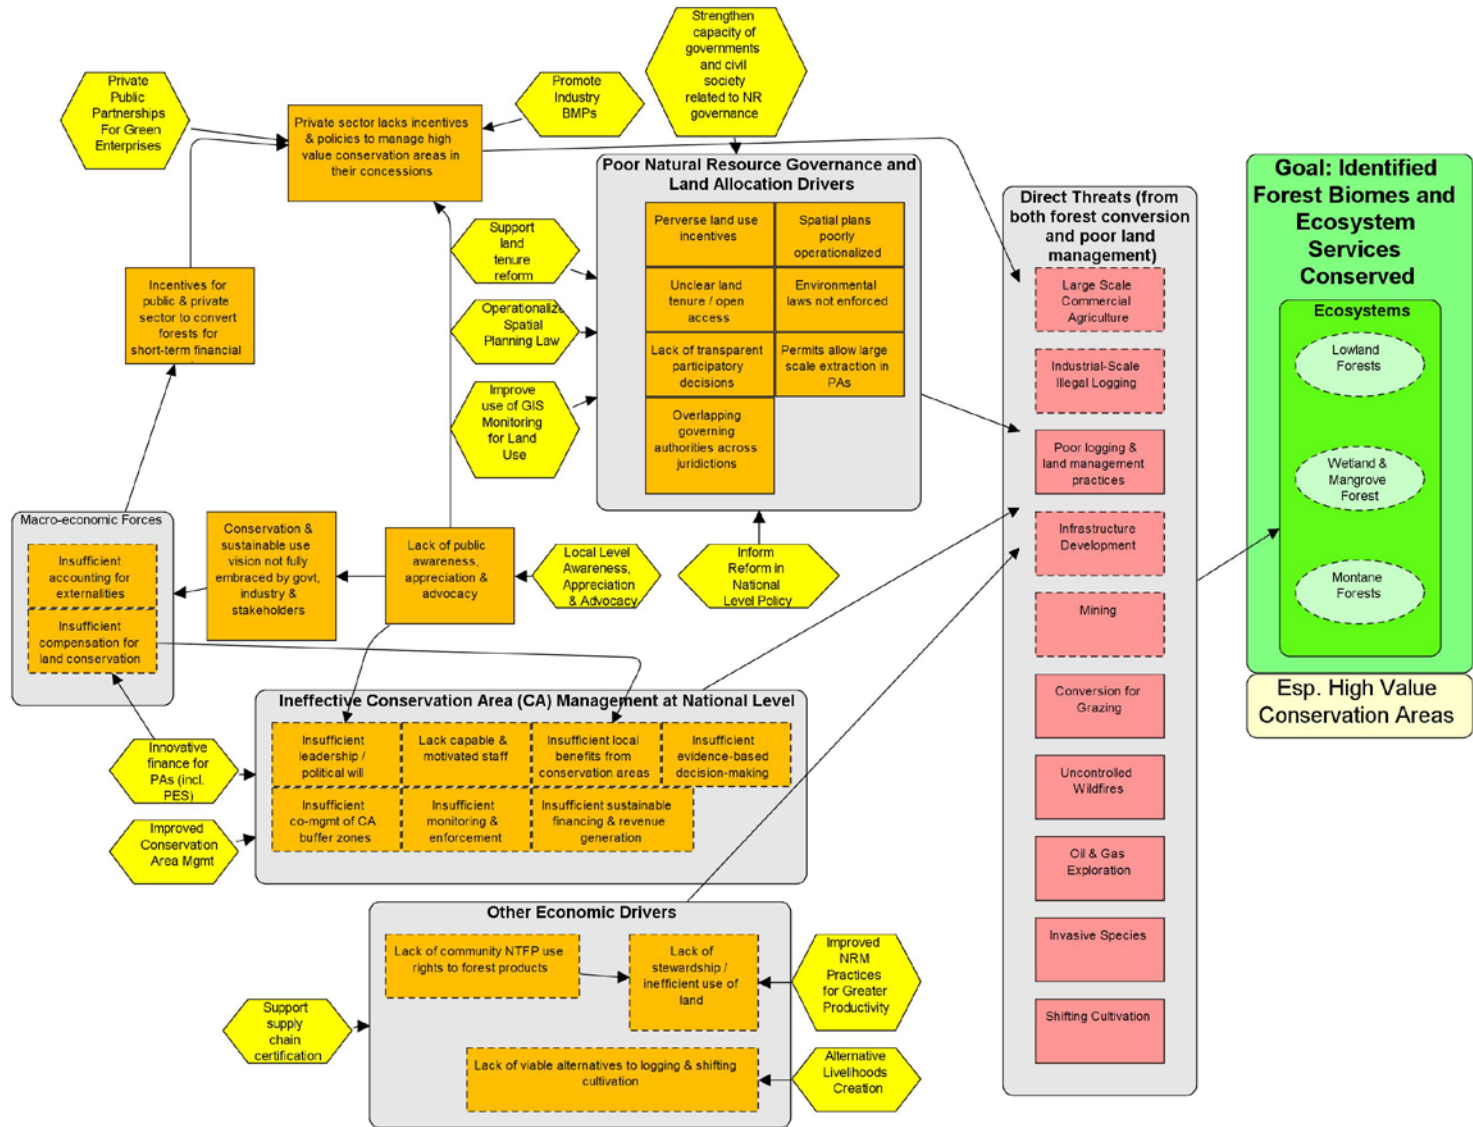 Strengthen
capacity of
governments
and civil
society
related to NR
governance
Private
Public
Partnerships
For Green
Enterprises
Promote
Industry
BMPs
Private sector lacks incentives
& policies to manage high
value conservation areas in
their concessions
Incentives for
public & private
sector to convert
forests for
short-term financial
Support
land
tenure
reform
Operationalize
Spatial
Planning Law
Improve
use of GIS
Monitoring
for Land
Use
Poor Natural Resource Governance and
Land Allocation Drivers
Perverse land use
incentives
Spatial plans
poorly
operationalized
Unclear land
tenure / open
access
Environmental
laws not enforced
Lack of transparent
participatory
decisions
Permits allow large
scale extraction in
PAs
Overlapping
governing
authorities across
juridictions
Inform
Reform in
National
Level Policy
Local Level
Awareness,
Appreciation
& Advocacy
Lack of public
awareness,
appreciation &
advocacy
Conservation &
sustainable use
vision not fully
embraced by govt,
industry &
stakeholders
Macro-economic Forces
Insufficient
accounting for
externalities
Insufficient
compensation for
land conservation
Innovative
finance for
PAs (incl.
PES)
Improved
Conservation
Area Mgmt
Ineffective Conservation Area (CA) Management at National Level
Insufficient
leadership /
political will
Lack capable &
motivated staff
Insufficient local
benefits from
conservation areas
Insufficient
evidence-based
decision-making
Insufficient
co-mgmt of CA
buffer zones
Insufficient
monitoring &
enforcement
Insufficient sustainable
financing & revenue
generation
Other Economic Drivers
Lack of community NTFP use
rights to forest products
Lack of
stewardship /
inefficient use of
land
Lack of viable alternatives to logging & shifting
cultivation
Support
supply
chain
certification
Improved
NRM
Practices
for Greater
Productivity
Alternative
Livelihoods
Creation
Direct Threats (from
both forest conversion
and poor land
management)
Large Scale
Commercial
Agriculture
Industrial-Scale
Illegal Logging
Poor logging &
land management
practices
Infrastructure
Development
Mining
Conversion for
Grazing
Uncontrolled
Wildfires
Oil & Gas
Exploration
Invasive Species
Shifting Cultivation
Goal: Identified
Forest Biomes and
Ecosystem
Services
Conserved
Ecosystems
Lowland
Forests
Wetland &
Mangrove
Forest
Montane
Forests
Esp. High Value
Conservation Areas